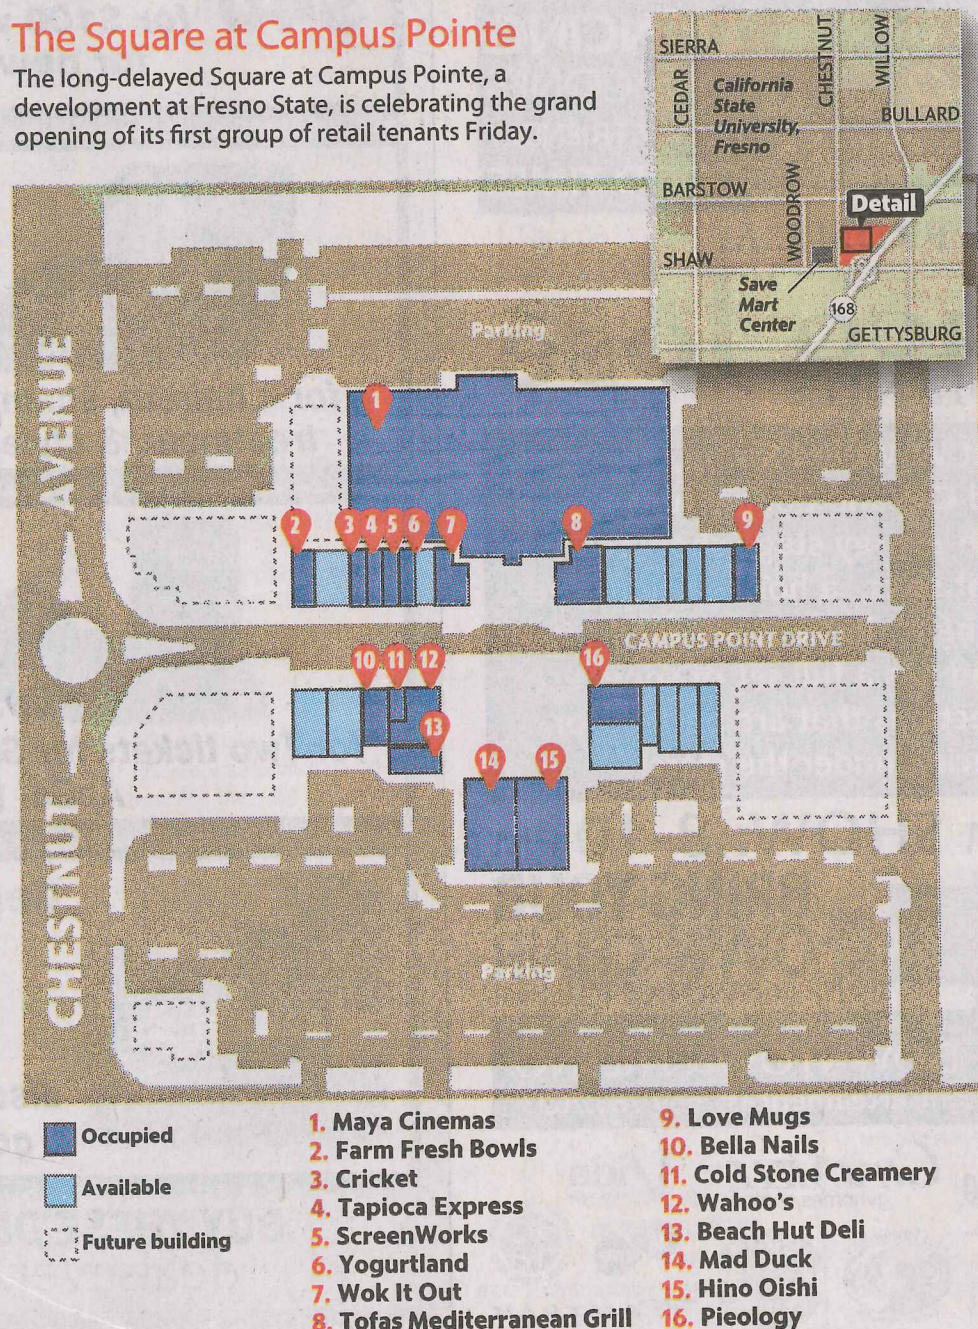 The Square at Campus Pointe
The long-delayed Square at Campus Pointe, a
development at Fresno State, is celebrating the grand
opening of its first group of retail tenants Friday.
SIERRA
CEDAR
California
State
University,
Fresno
CHESTNUT
WILLOW
BULLARD
BARSTOW
WOODROW
Detail
SHAW
Save
Mart
Center
168
GETTYSBURG
Parking
CHESTNUT AVENUE
1
2
3
4
5
6
7
8
9
CAMPUS POINT DRIVE
10
11
12
13
14
15
16
Parking
Occupied
Available
Future building
1. Maya Cinemas
2. Farm Fresh Bowls
3. Cricket
4. Tapioca Express
5. ScreenWorks
6. Yogurtland
7. Wok It Out
8. Tofas Mediterranean Grill
9. Love Mugs
10. Bella Nails
11. Cold Stone Creamery
12. Wahoo's
13. Beach Hut Deli
14. Mad Duck
15. Hino Oishi
16. Pieology